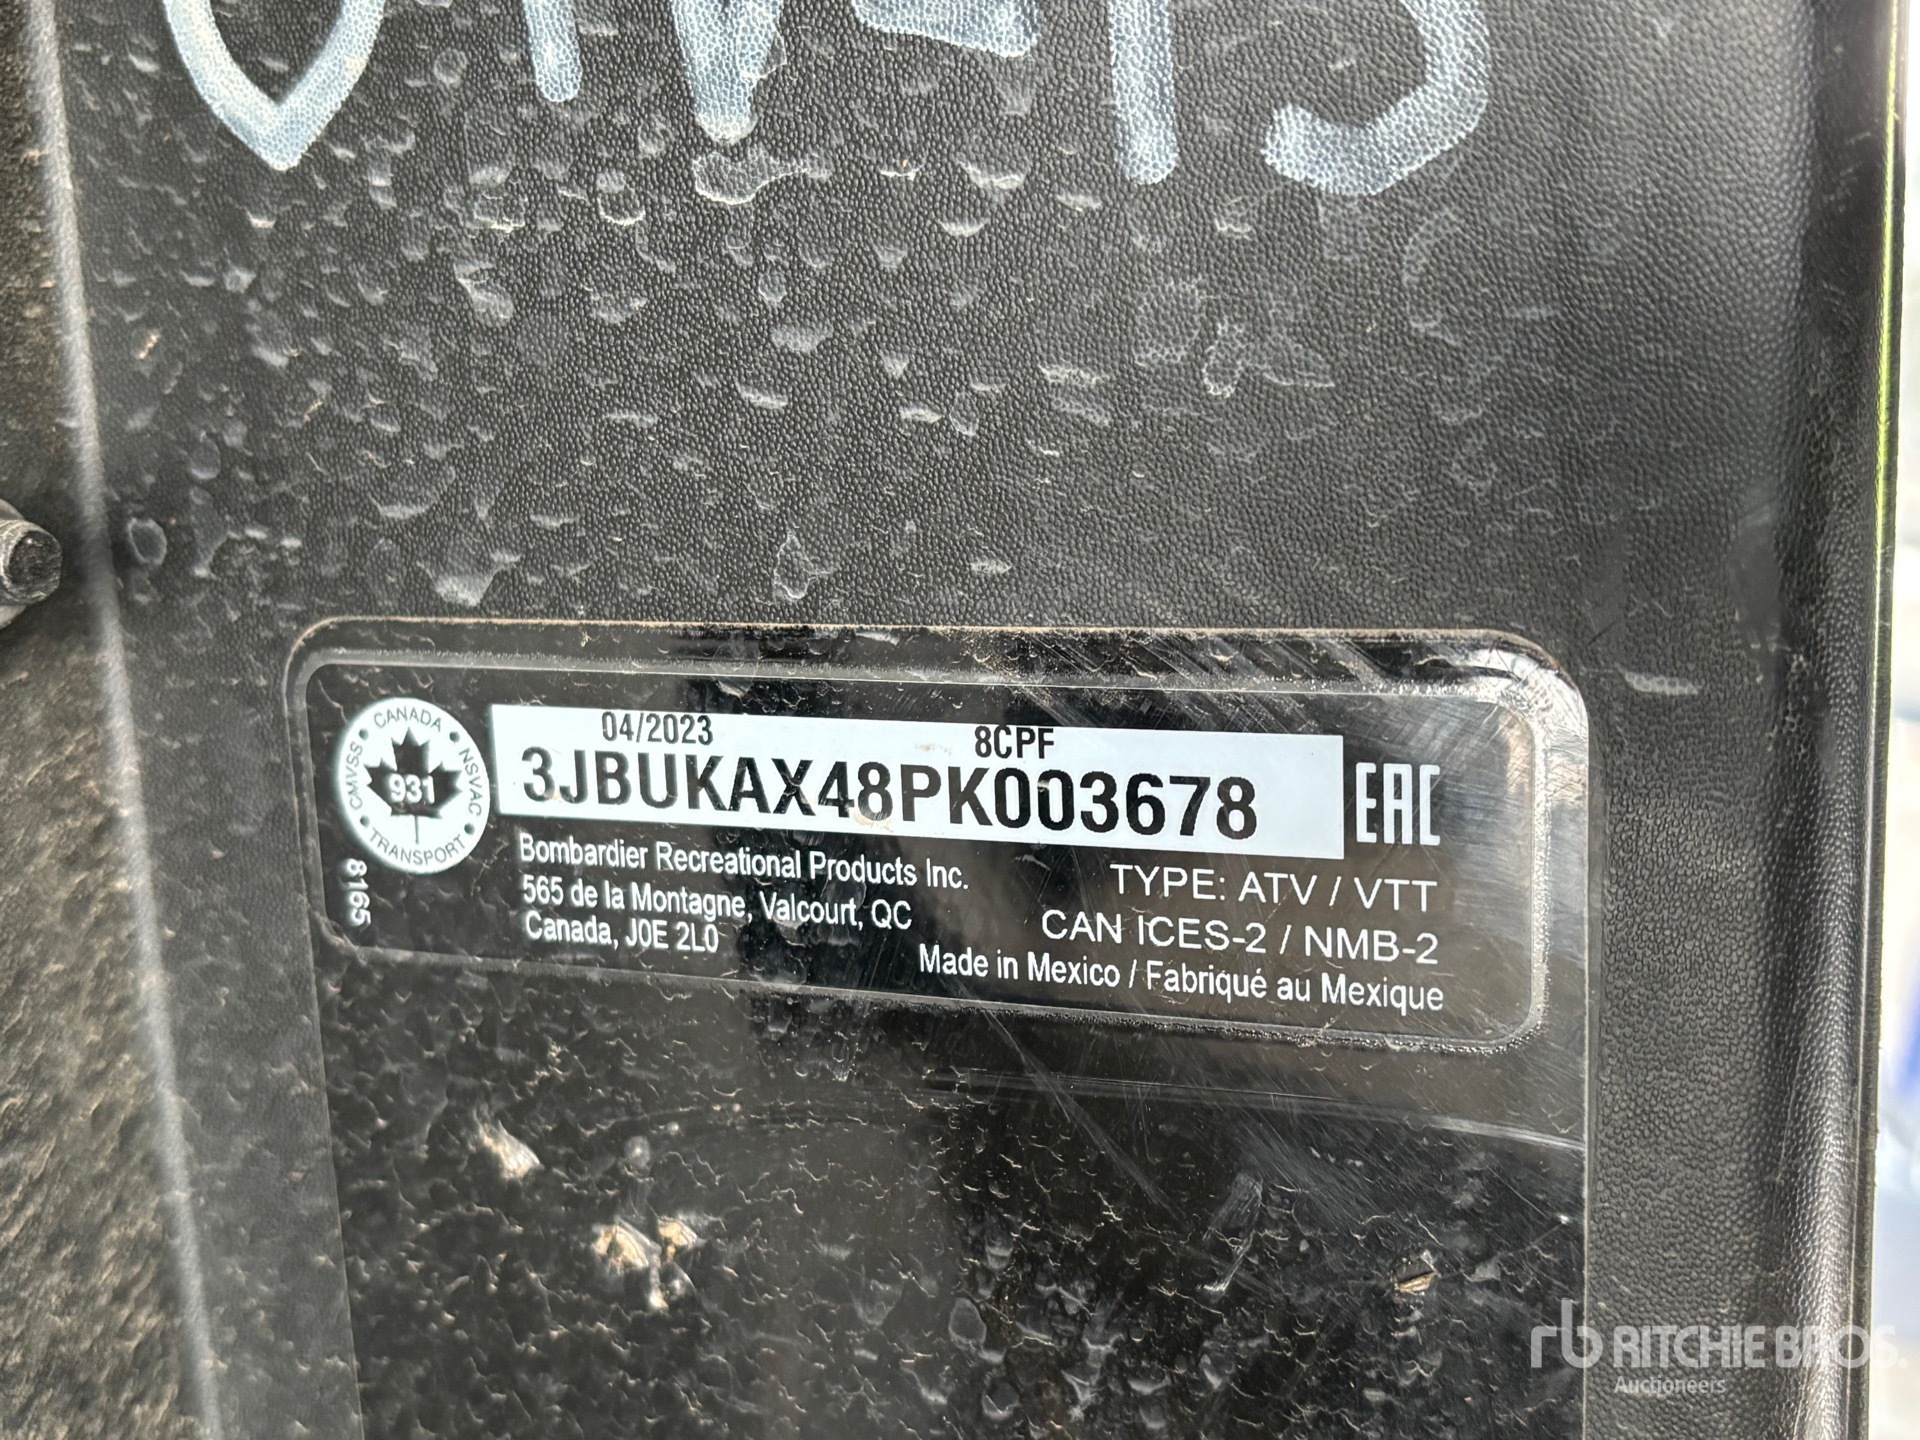 04/2023 8CPF
3JBUKAX48PK003678
EAC
CANADA
CMVSS • NSVAC
931
TRANSPORT
8165
Bombardier Recreational Products Inc.
565 de la Montagne, Valcourt, QC
Canada, J0E 2L0
TYPE: ATV / VTT
CAN ICES-2 / NMB-2
Made in Mexico / Fabriqué au Mexique
rb RITCHIE BROS.
Auctioneers